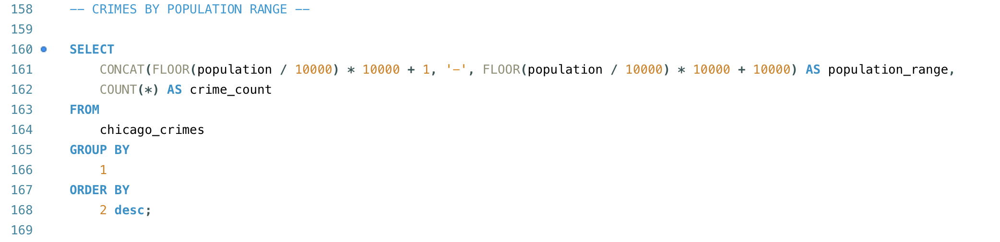 158 -- CRIMES BY POPULATION RANGE --
159
160 SELECT
161 CONCAT(FLOOR(population / 10000) * 10000 + 1, '-', FLOOR(population / 10000) * 10000 + 10000) AS population_range,
162 COUNT(*) AS crime_count
163 FROM
164 chicago_crimes
165 GROUP BY
166 1
167 ORDER BY
168 2 desc;
169